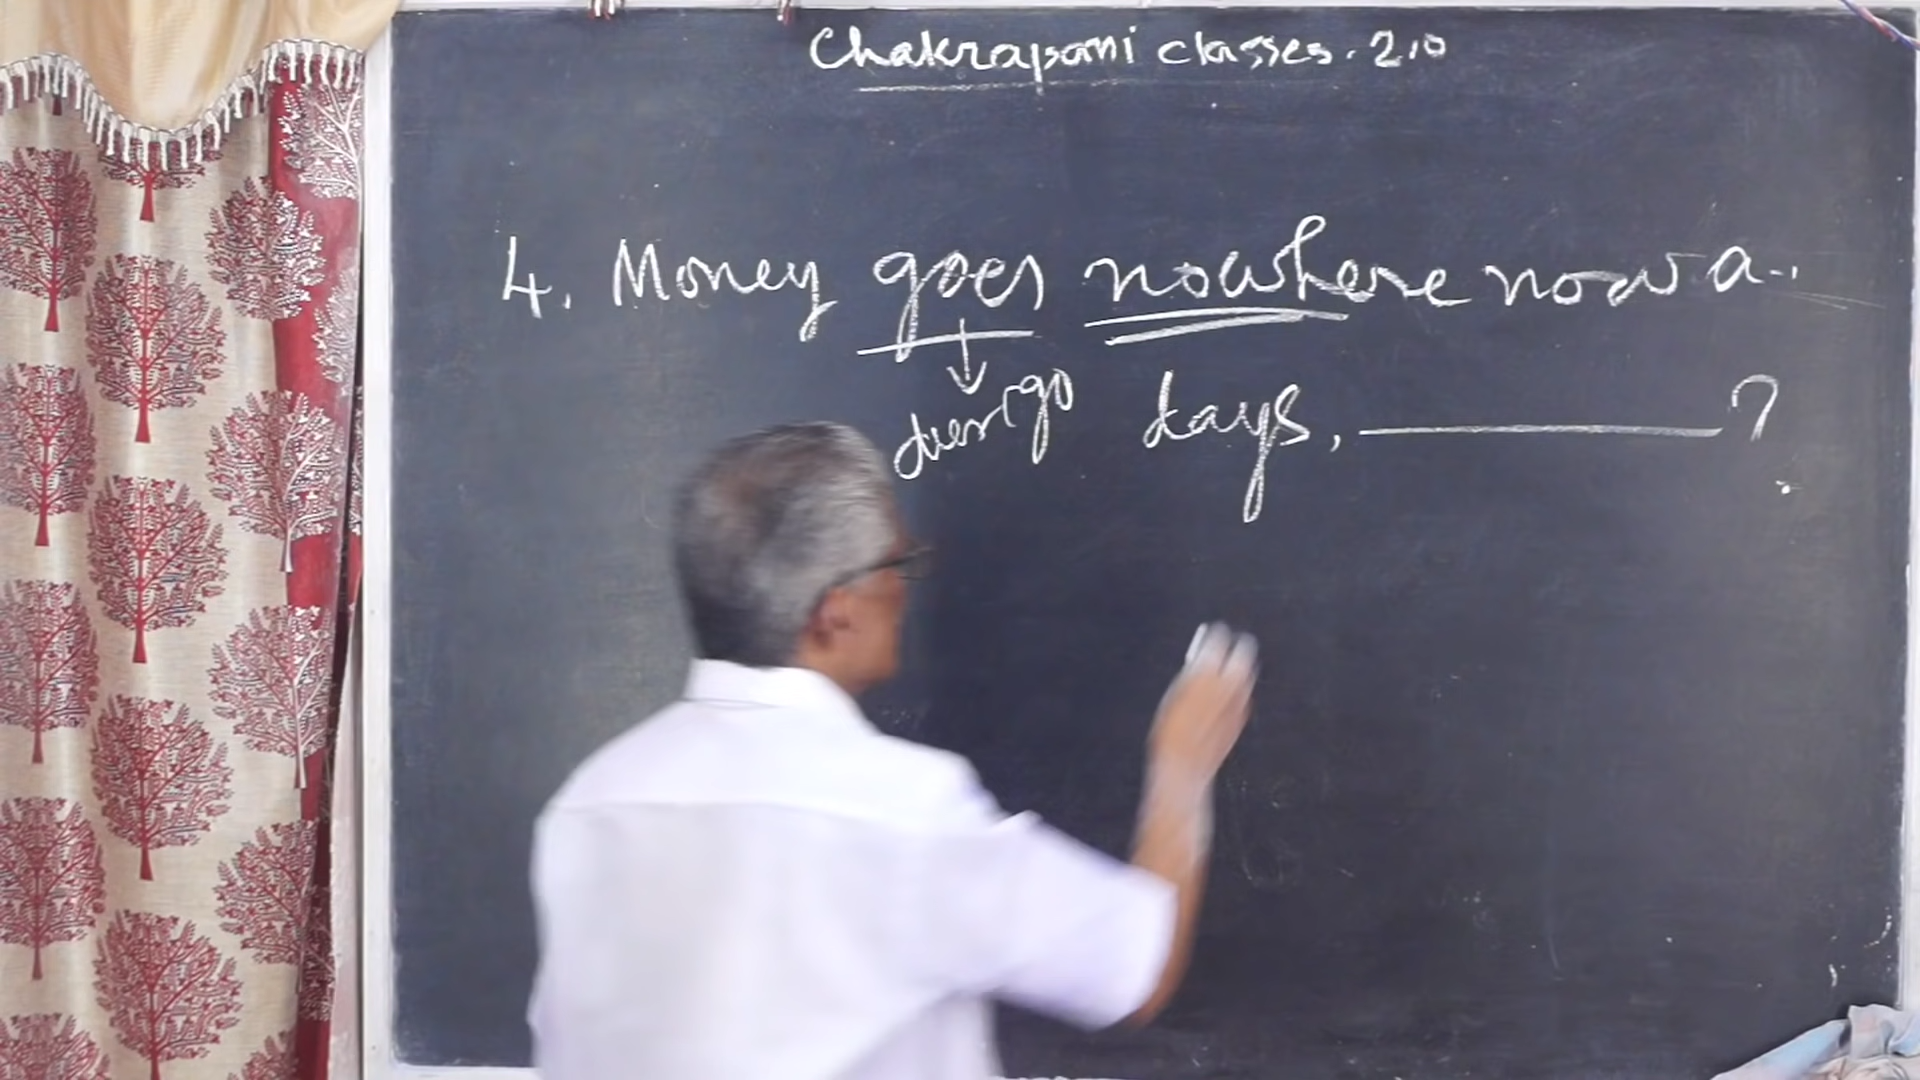 Chakrapani classes. 2.0
4. Money goes nowhere now a..
does+go
days, ?